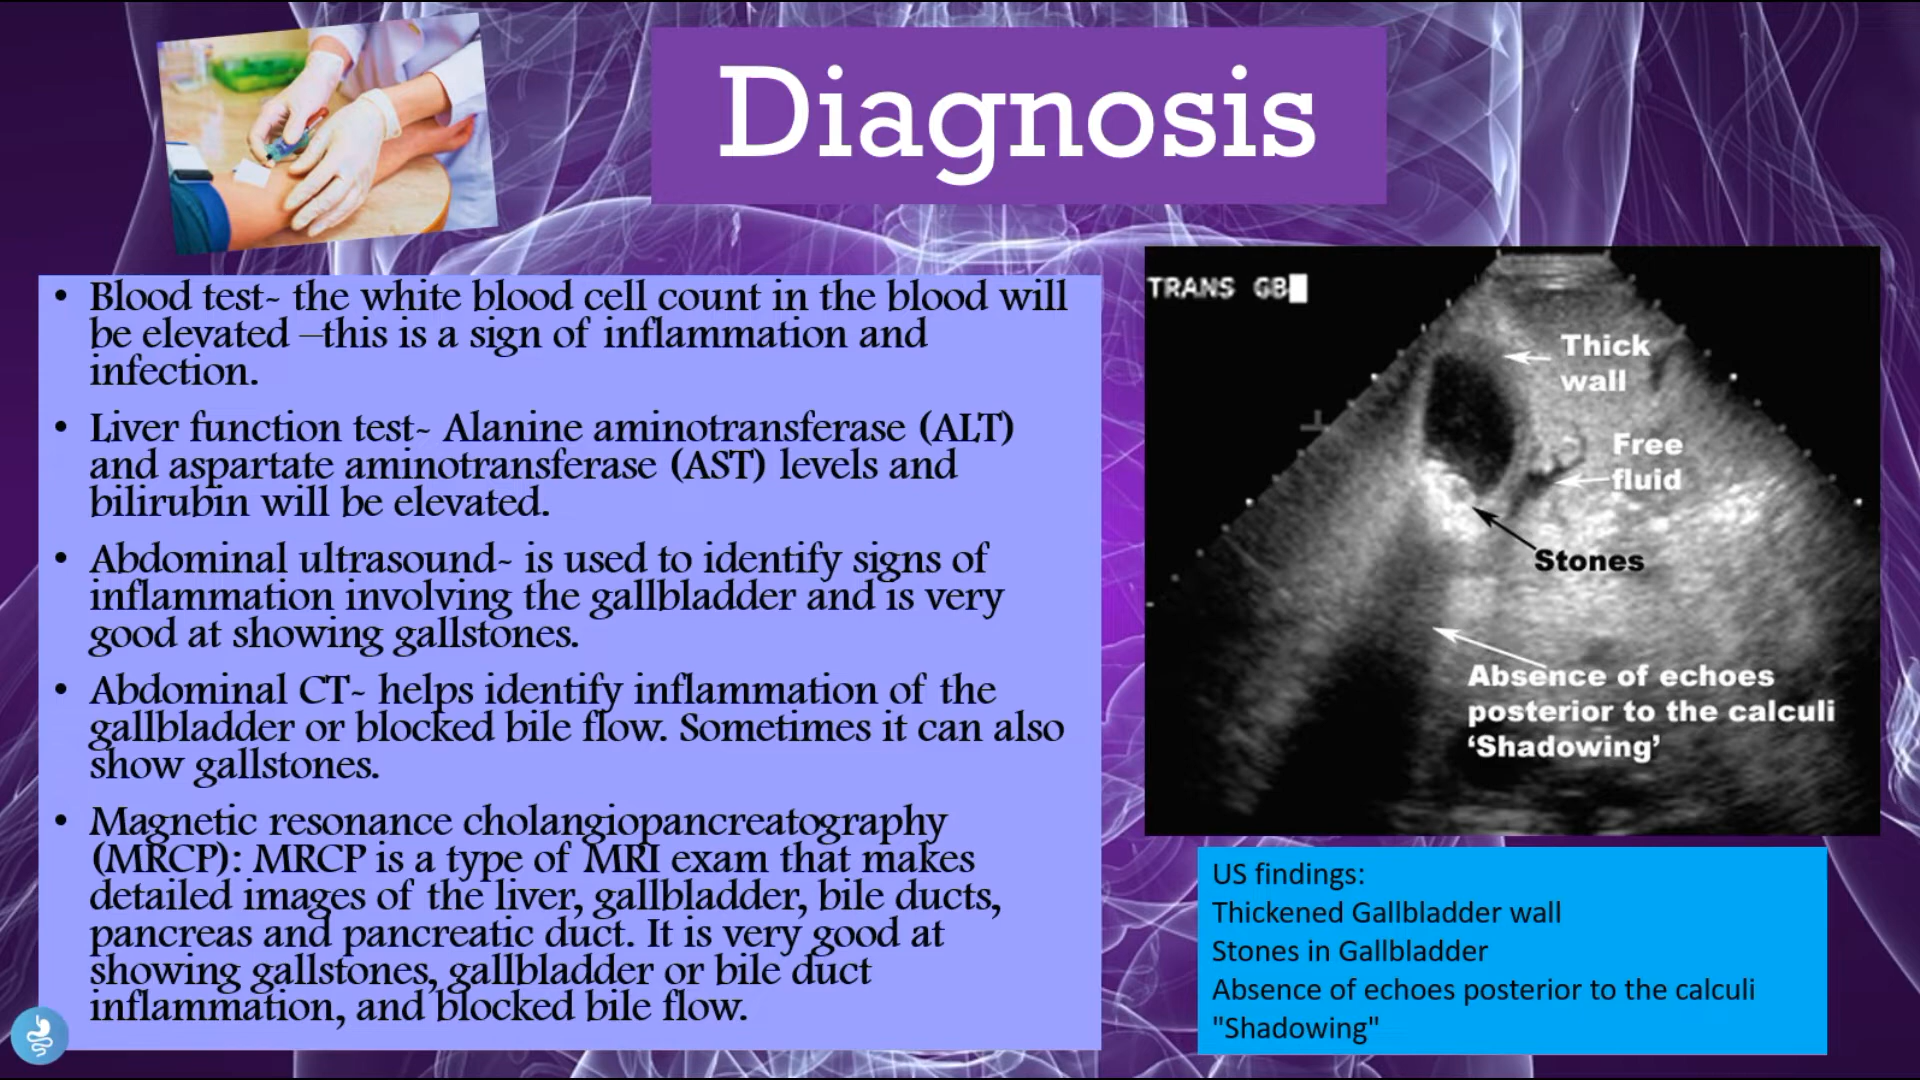 Diagnosis
• Blood test- the white blood cell count in the blood will
be elevated –this is a sign of inflammation and
infection.
• Liver function test- Alanine aminotransferase (ALT)
and aspartate aminotransferase (AST) levels and
bilirubin will be elevated.
• Abdominal ultrasound- is used to identify signs of
inflammation involving the gallbladder and is very
good at showing gallstones.
• Abdominal CT- helps identify inflammation of the
gallbladder or blocked bile flow. Sometimes it can also
show gallstones.
• Magnetic resonance cholangiopancreatography
(MRCP): MRCP is a type of MRI exam that makes
detailed images of the liver, gallbladder, bile ducts,
pancreas and pancreatic duct. It is very good at
showing gallstones, gallbladder or bile duct
inflammation, and blocked bile flow.
TRANS GB
Thick
wall
Free
fluid
Stones
Absence of echoes
posterior to the calculi
‘Shadowing’
US findings:
Thickened Gallbladder wall
Stones in Gallbladder
Absence of echoes posterior to the calculi
"Shadowing"